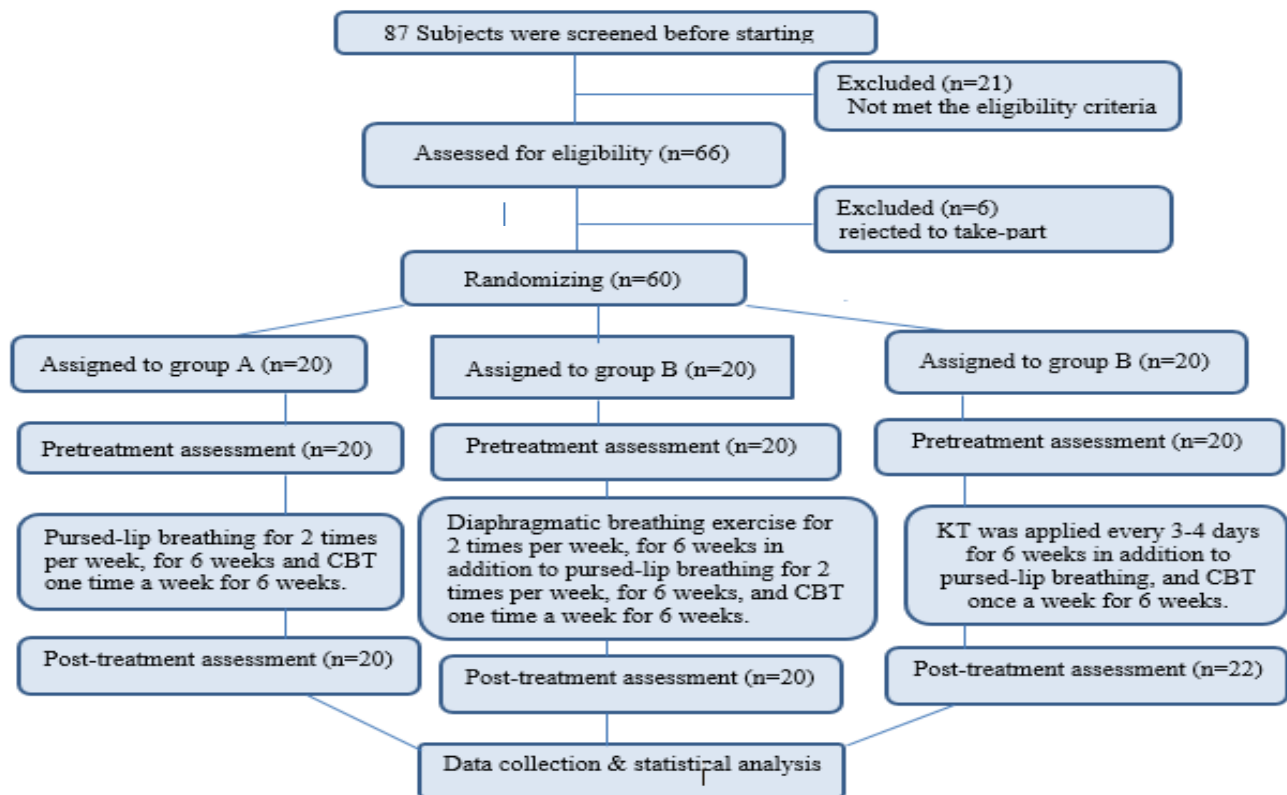 87 Subjects were screened before starting
Excluded (n=21)
Not met the eligibility criteria
Assessed for eligibility (n=66)
Excluded (n=6)
rejected to take-part
Randomizing (n=60)
Assigned to group A (n=20)
Assigned to group B (n=20)
Assigned to group B (n=20)
Pretreatment assessment (n=20)
Pretreatment assessment (n=20)
Pretreatment assessment (n=20)
Pursed-lip breathing for 2 times
per week, for 6 weeks and CBT
one time a week for 6 weeks.
Diaphragmatic breathing exercise for
2 times per week, for 6 weeks in
addition to pursed-lip breathing for 2
times per week, for 6 weeks, and CBT
one time a week for 6 weeks.
KT was applied every 3-4 days
for 6 weeks in addition to
pursed-lip breathing, and CBT
once a week for 6 weeks.
Post-treatment assessment (n=20)
Post-treatment assessment (n=20)
Post-treatment assessment (n=22)
Data collection & statistical analysis